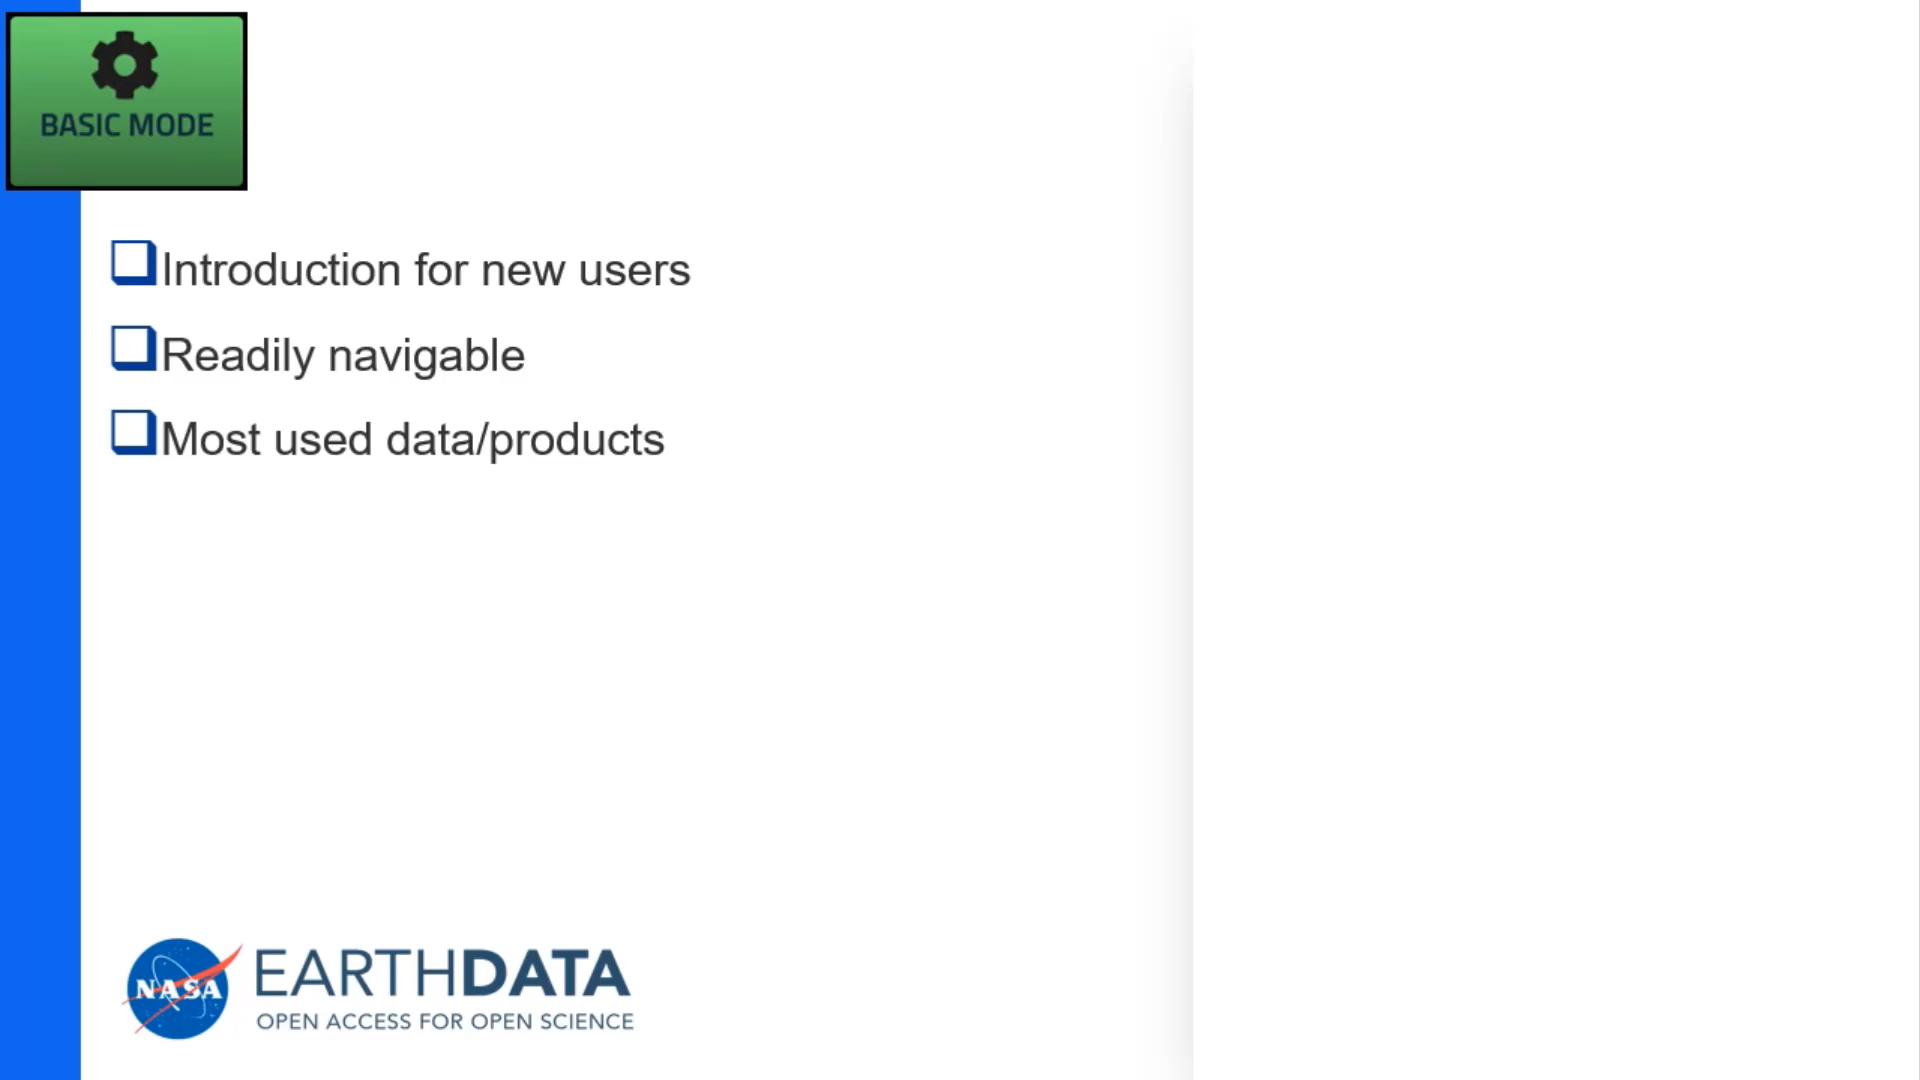 BASIC MODE
Introduction for new users
Readily navigable
Most used data/products
NASA
EARTHDATA
OPEN ACCESS FOR OPEN SCIENCE